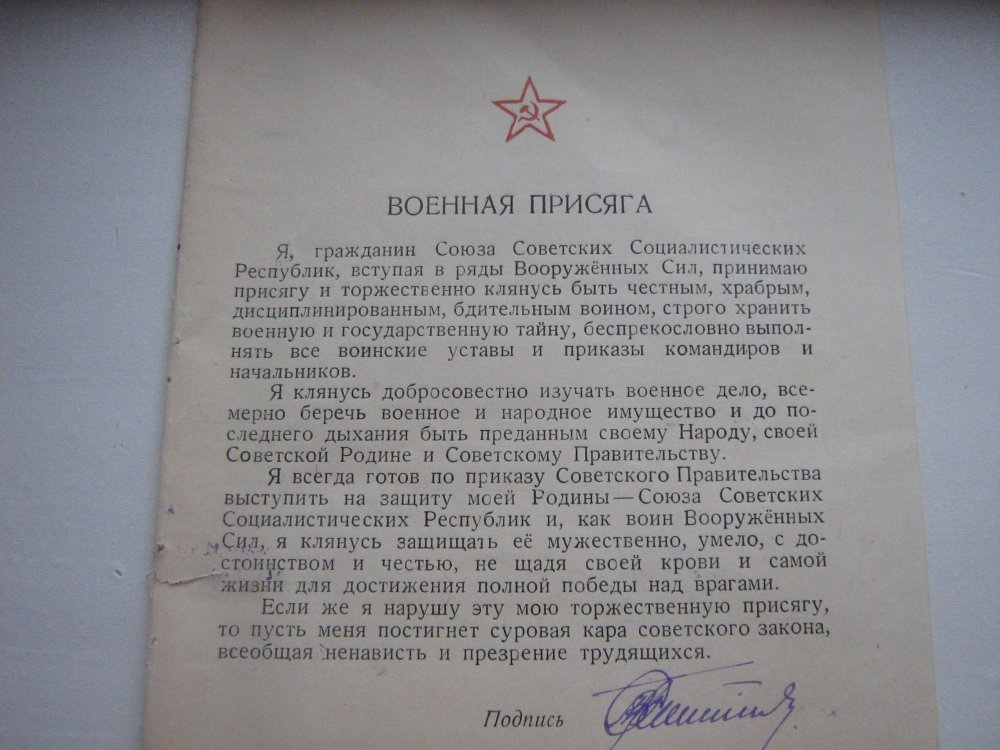 ВОЕННАЯ ПРИСЯГА
Я, гражданин Союза Советских Социалистических
Республик, вступая в ряды Вооружённых Сил, принимаю
присягу и торжественно клянусь быть честным, храбрым,
дисциплинированным, бдительным воином, строго хранить
военную и государственную тайну, беспрекословно выпол-
нять все воинские уставы и приказы командиров и
начальников.
Я клянусь добросовестно изучать военное дело, все-
мерно беречь военное и народное имущество и до по-
следнего дыхания быть преданным своему Народу, своей
Советской Родине и Советскому Правительству.
Я всегда готов по приказу Советского Правительства
выступить на защиту моей Родины — Союза Советских
Социалистических Республик и, как воин Вооружённых
Сил, я клянусь защищать её мужественно, умело, с до-
стоинством и честью, не щадя своей крови и самой
жизни для достижения полной победы над врагами.
Если же я нарушу эту мою торжественную присягу,
то пусть меня постигнет суровая кара советского закона,
всеобщая ненависть и презрение трудящихся.
Подпись